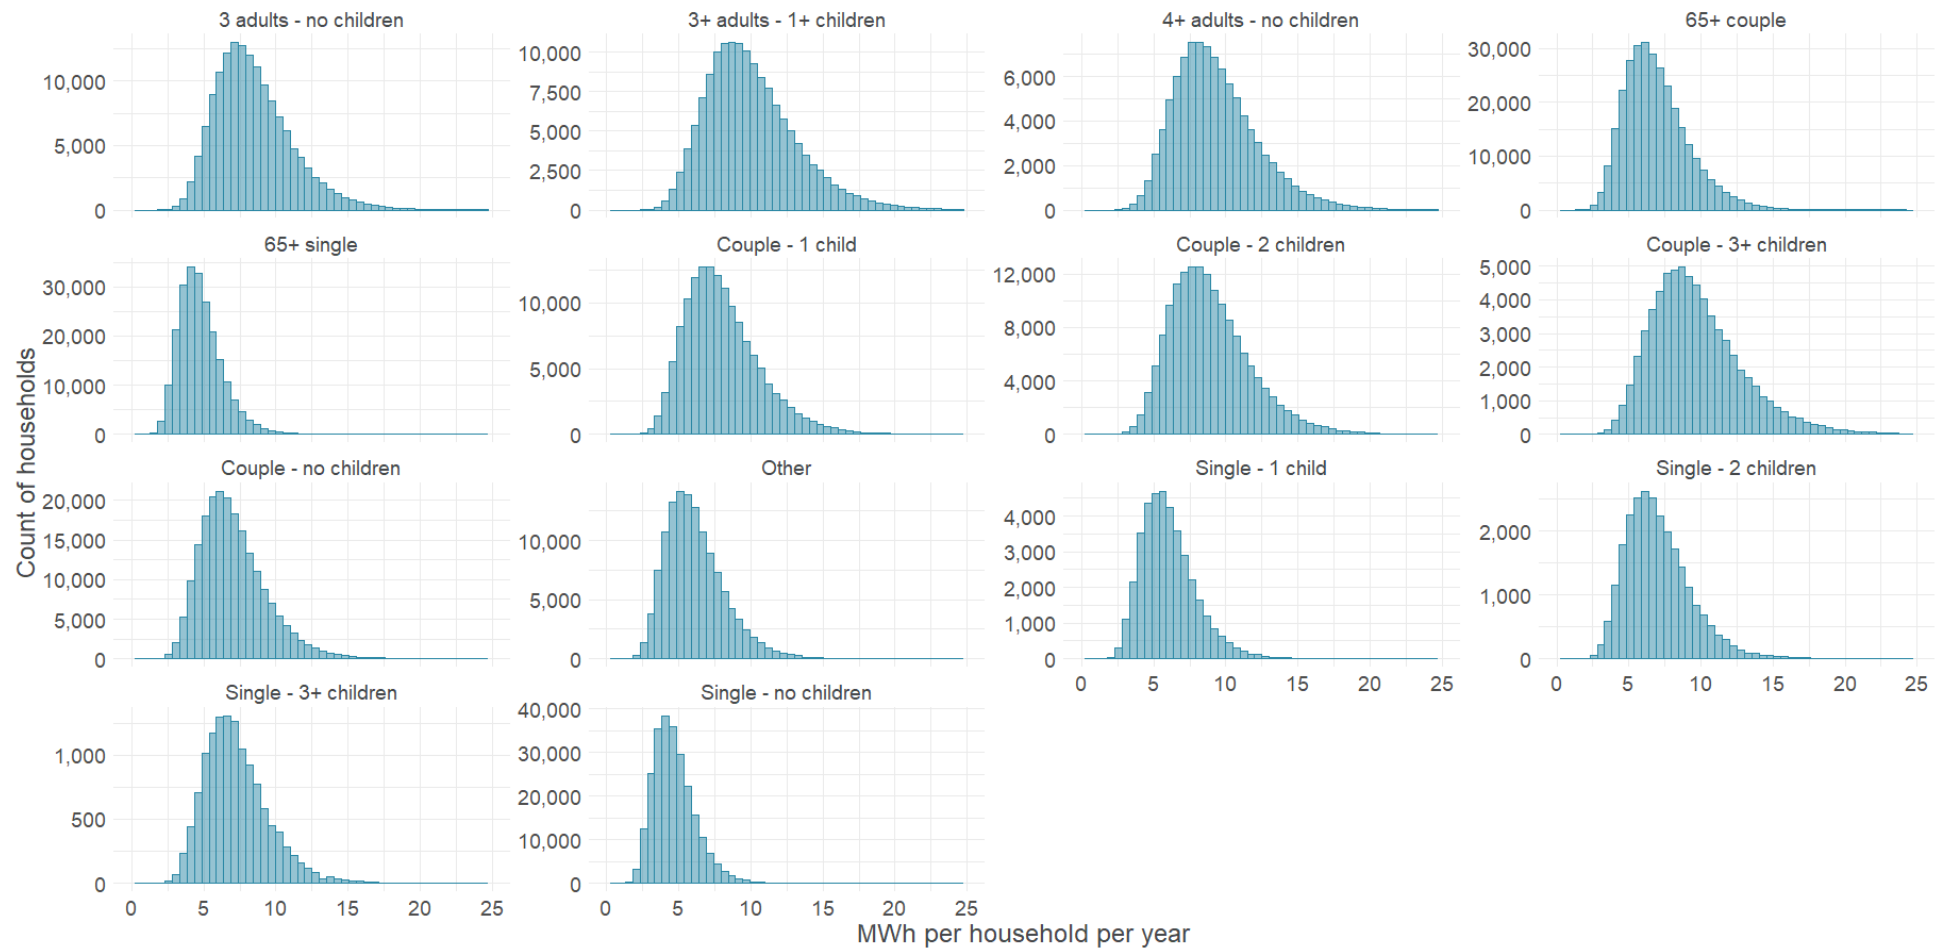 3 adults - no children
3+ adults - 1+ children
4+ adults - no children
65+ couple
10,000
5,000
0
10,000
7,500
5,000
2,500
0
6,000
4,000
2,000
0
30,000
20,000
10,000
0
65+ single
Couple - 1 child
Couple - 2 children
Couple - 3+ children
30,000
20,000
10,000
0
10,000
5,000
0
12,000
8,000
4,000
0
5,000
4,000
3,000
2,000
1,000
0
Count of households
Couple - no children
Other
Single - 1 child
Single - 2 children
20,000
15,000
10,000
5,000
0
10,000
5,000
0
4,000
3,000
2,000
1,000
0
0 5 10 15 20 25
2,000
1,000
0
0 5 10 15 20 25
Single - 3+ children
Single - no children
1,000
500
0
0 5 10 15 20 25
40,000
30,000
20,000
10,000
0
0 5 10 15 20 25
MWh per household per year